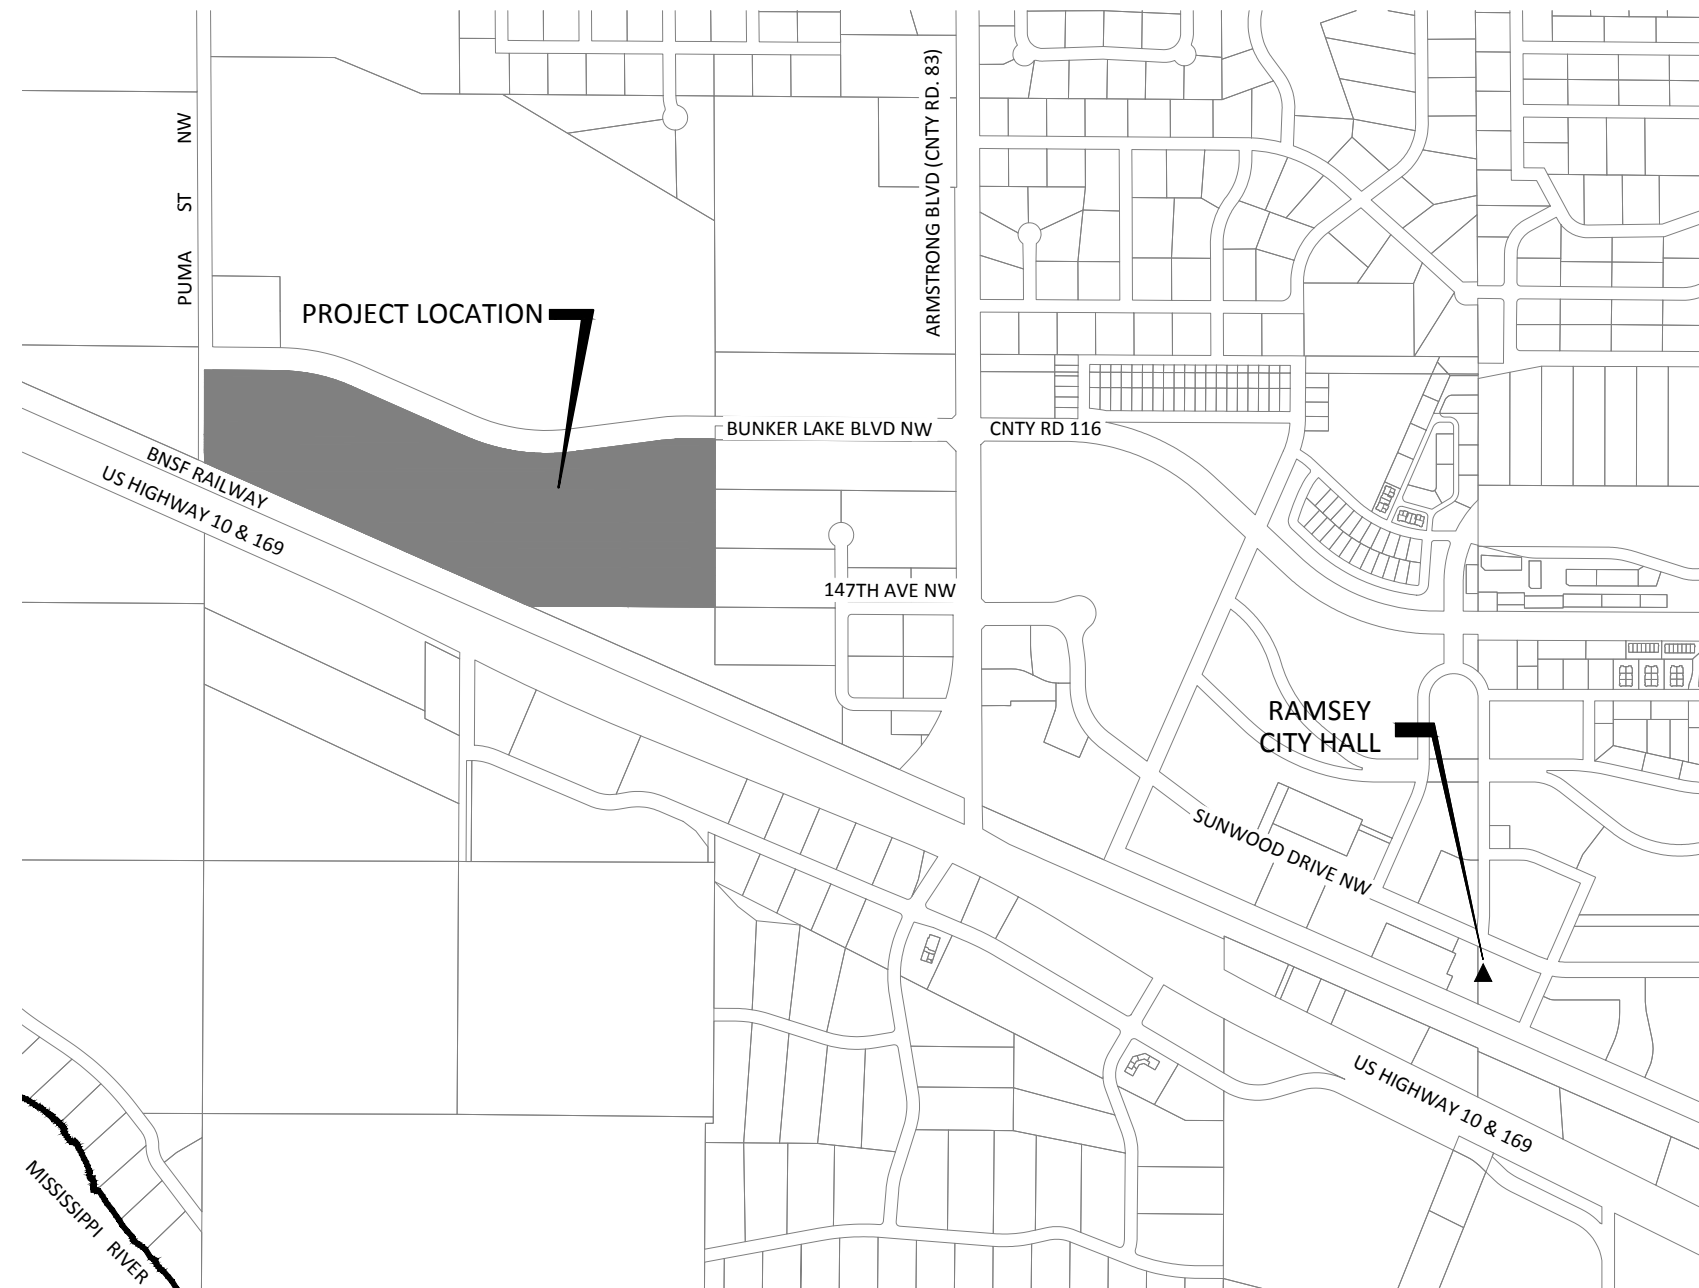 ARMSTRONG BLVD (CNTY RD. 83)
PUMA ST NW
PROJECT LOCATION
BUNKER LAKE BLVD NW
CNTY RD 116
BNSF RAILWAY
US HIGHWAY 10 & 169
147TH AVE NW
RAMSEY
CITY HALL
SUNWOOD DRIVE NW
US HIGHWAY 10 & 169
MISSISSIPPI RIVER